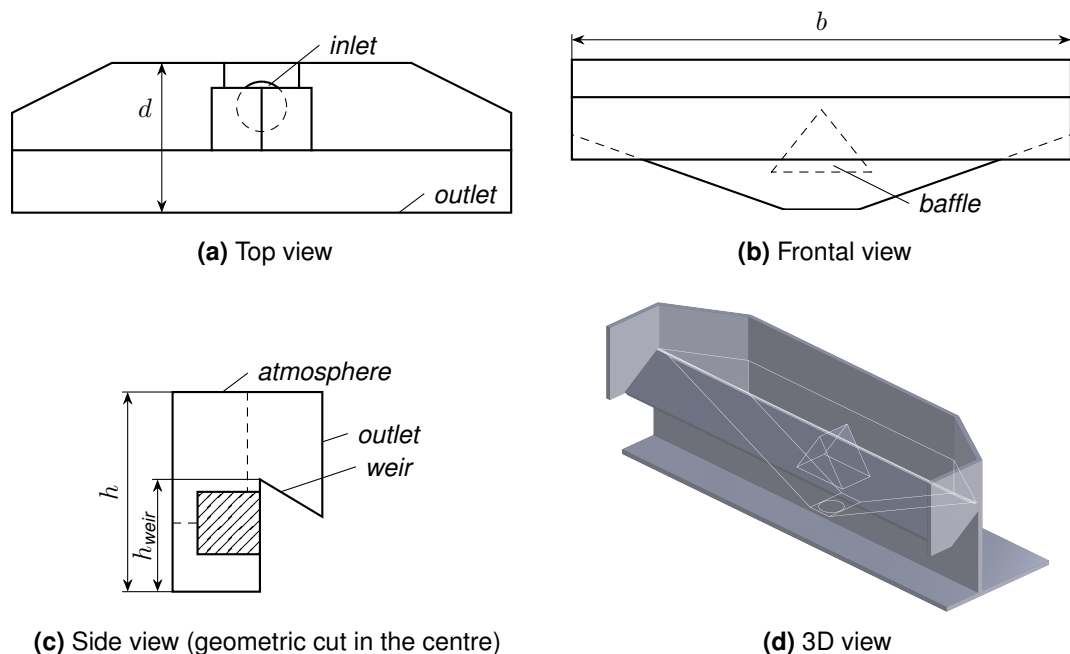 inlet
d
outlet
(a) Top view
b
baffle
(b) Frontal view
atmosphere
outlet
weir
h
hweir
(c) Side view (geometric cut in the centre)
(d) 3D view